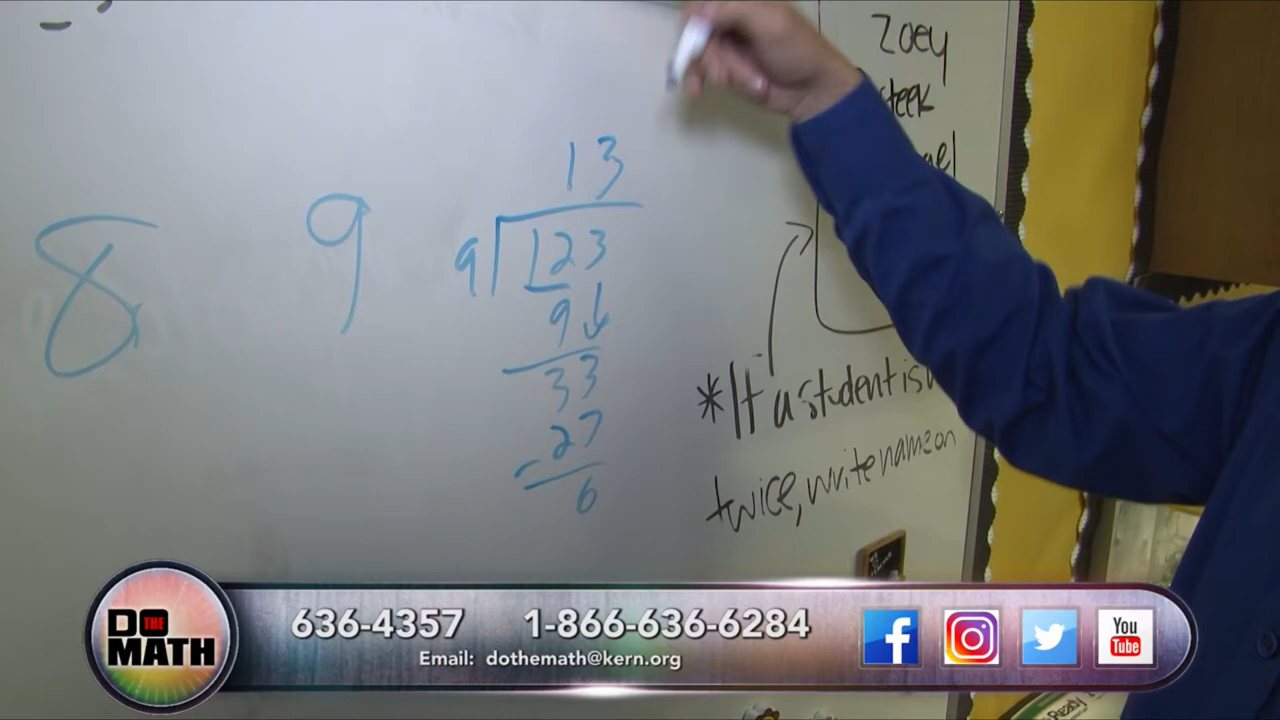 Zoey
8
9
13
9 123
9
33
27
6
*If a student is
twice, write name on
DO THE MATH
636-4357 1-866-636-6284
Email: dothemath@kern.org
f
You Tube
Ready